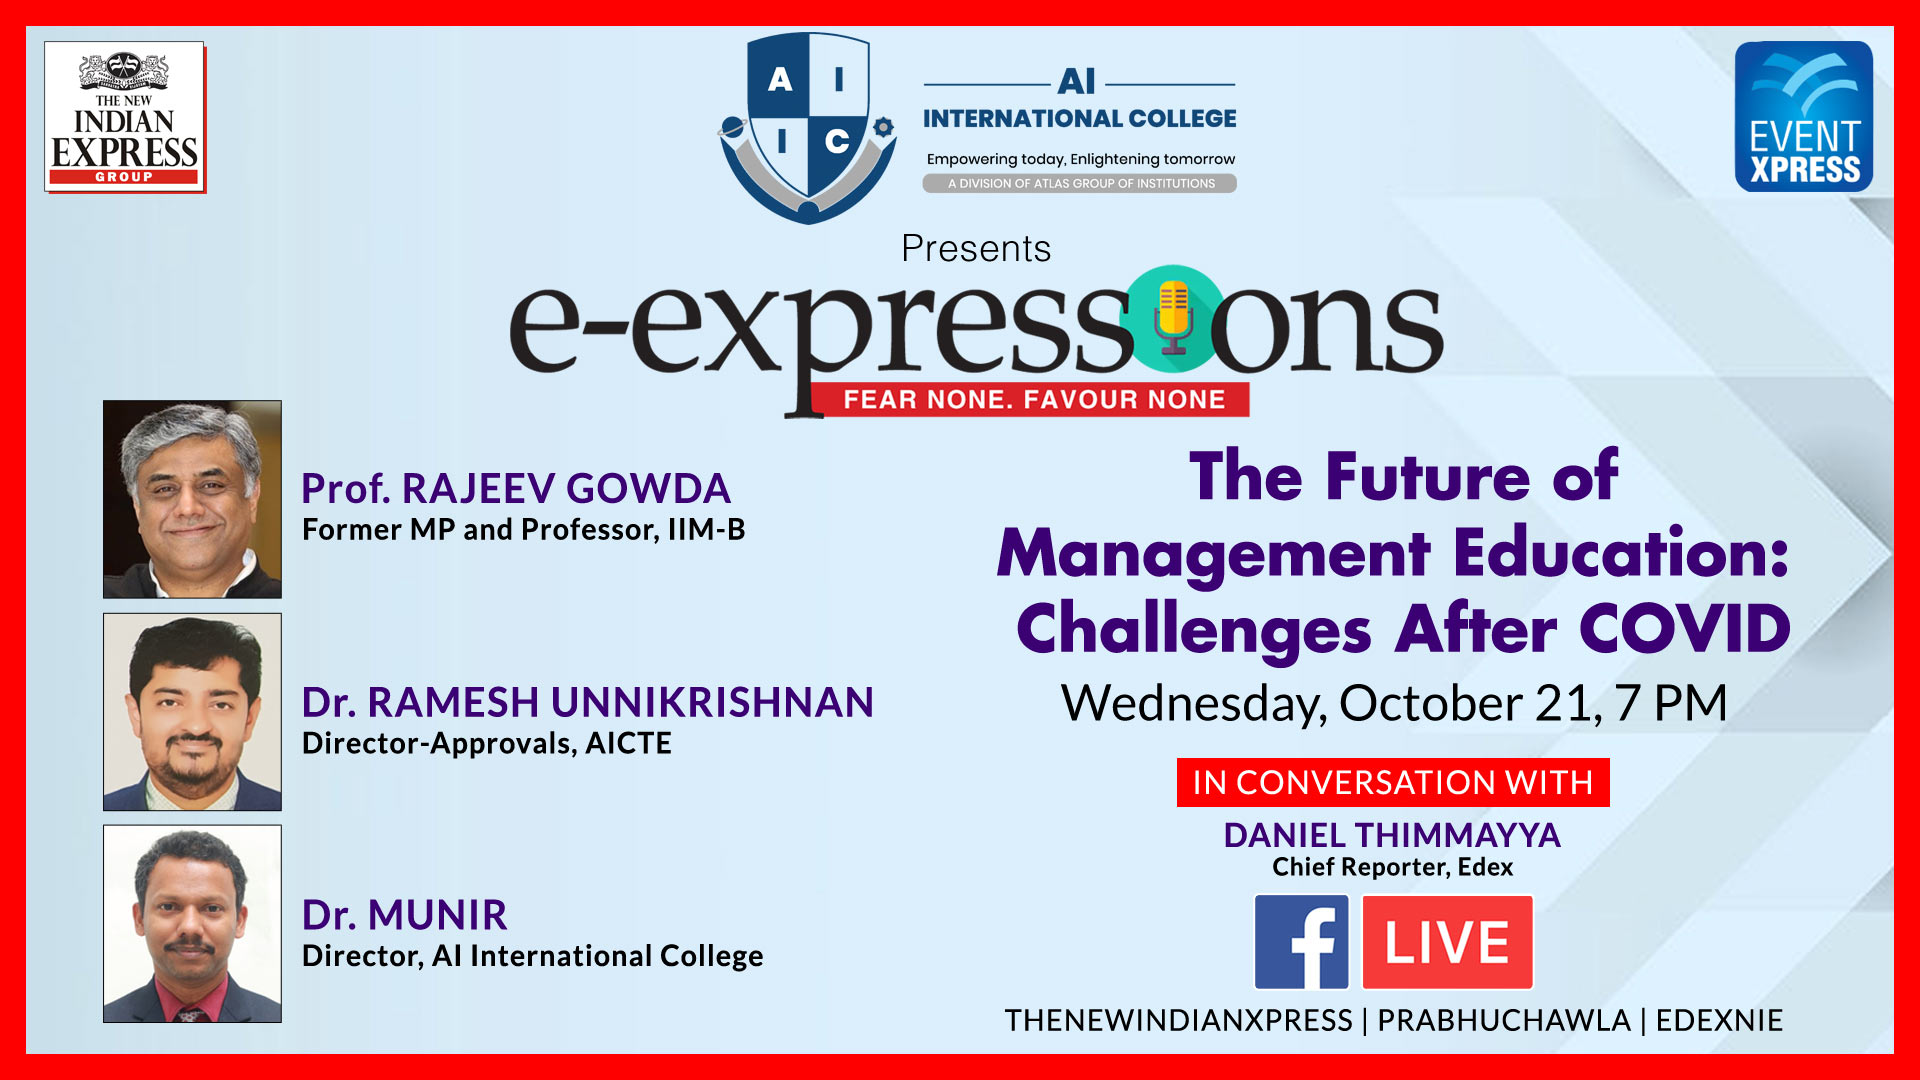 THE NEW
INDIAN
EXPRESS
GROUP
A I
I C
AI
INTERNATIONAL COLLEGE
Empowering today, Enlightening tomorrow
A DIVISION OF ATLAS GROUP OF INSTITUTIONS
EVENT
XPRESS
Presents
e-expressions
FEAR NONE. FAVOUR NONE
Prof. RAJEEV GOWDA
Former MP and Professor, IIM-B
Dr. RAMESH UNNIKRISHNAN
Director-Approvals, AICTE
Dr. MUNIR
Director, AI International College
The Future of
Management Education:
Challenges After COVID
Wednesday, October 21, 7 PM
IN CONVERSATION WITH
DANIEL THIMMAYYA
Chief Reporter, Edex
f LIVE
THENEWINDIANXPRESS | PRABHUCHAWLA | EDEXNIE